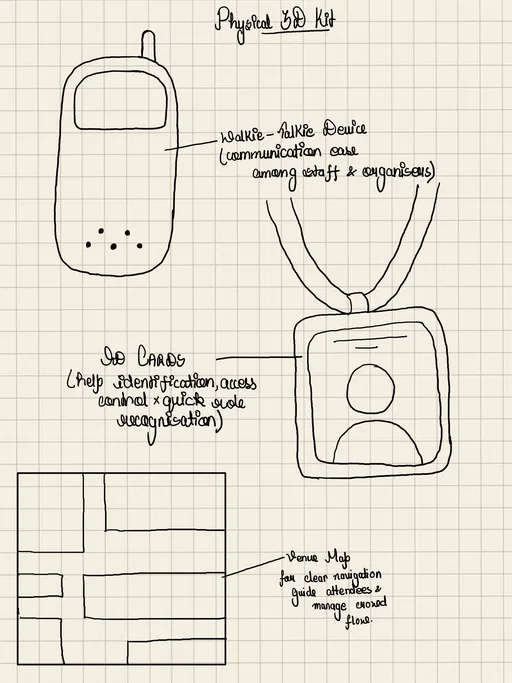 Physical 3D Kit
Walkie-Talkie Device
(communication ease
among staff & organisers)
ID CARDS
(help identification, access
control × quick role
recognisation)
Venue Map
for clear navigation
guide attendees &
manage crowd
flow.